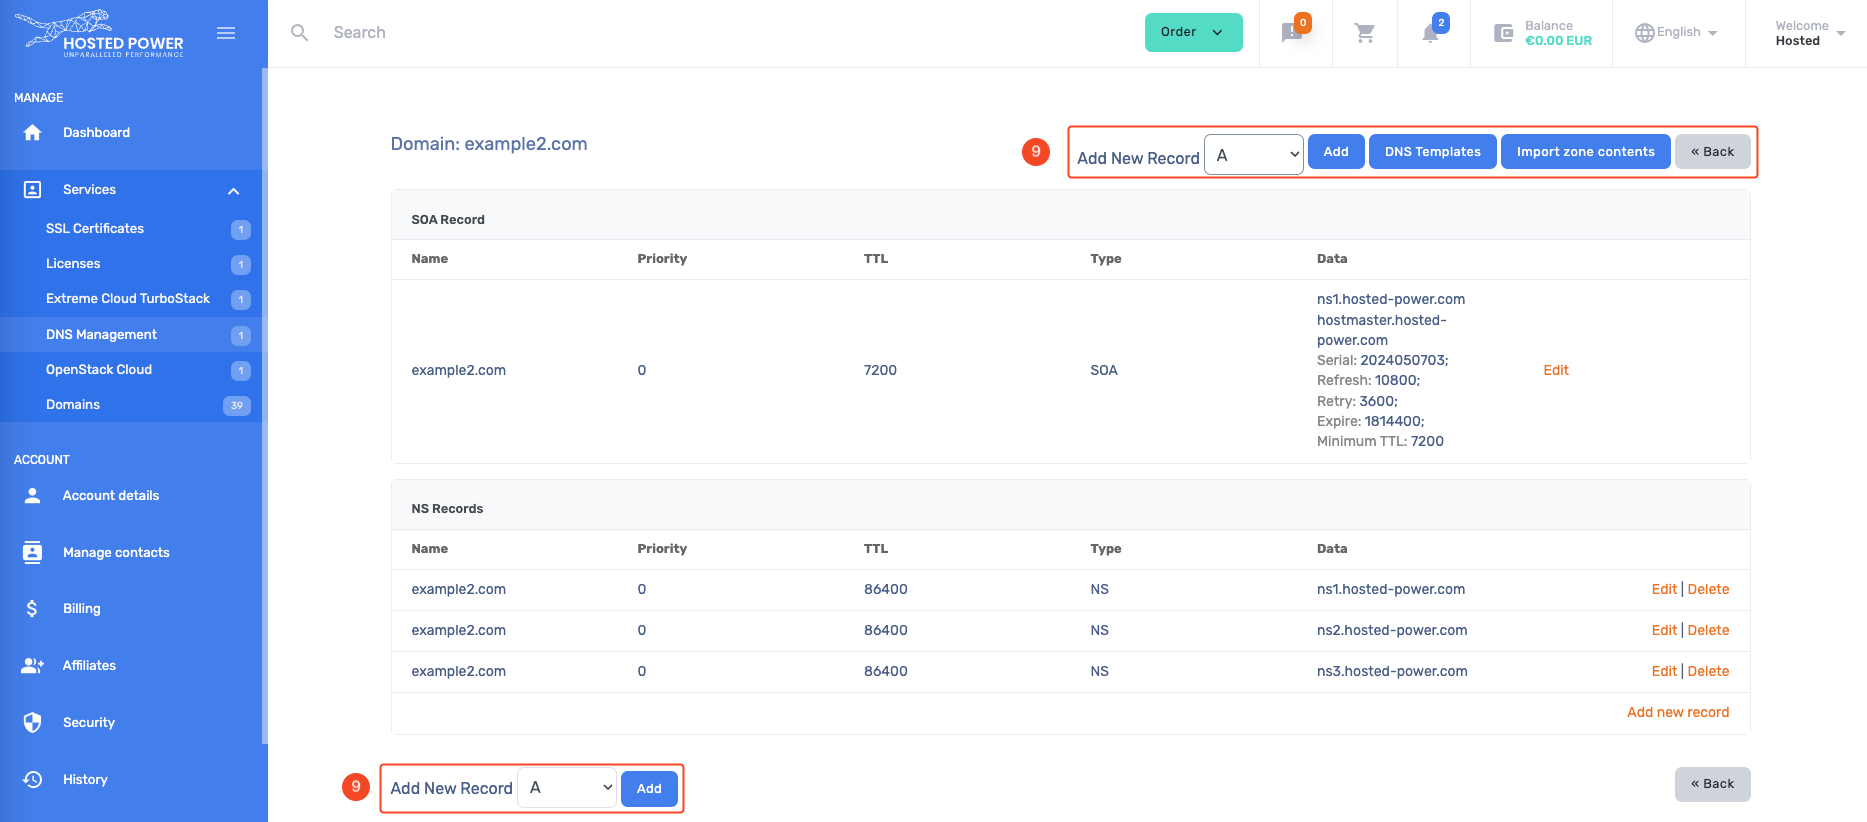 HOSTED POWER
UNPARALLELED PERFORMANCE
Search
Order
0
2
Balance
€0.00 EUR
English
Welcome
Hosted
MANAGE
Dashboard
Services
SSL Certificates 1
Licenses 1
Extreme Cloud TurboStack 1
DNS Management 1
OpenStack Cloud 1
Domains 39
ACCOUNT
Account details
Manage contacts
Billing
Affiliates
Security
History
Domain: example2.com
9 Add New Record A Add DNS Templates Import zone contents « Back
SOA Record
Name Priority TTL Type Data
example2.com 0 7200 SOA
ns1.hosted-power.com
hostmaster.hosted-
power.com
Serial: 2024050703;
Refresh: 10800;
Retry: 3600;
Expire: 1814400;
Minimum TTL: 7200
Edit
NS Records
Name Priority TTL Type Data
example2.com 0 86400 NS ns1.hosted-power.com Edit | Delete
example2.com 0 86400 NS ns2.hosted-power.com Edit | Delete
example2.com 0 86400 NS ns3.hosted-power.com Edit | Delete
Add new record
9 Add New Record A Add
« Back